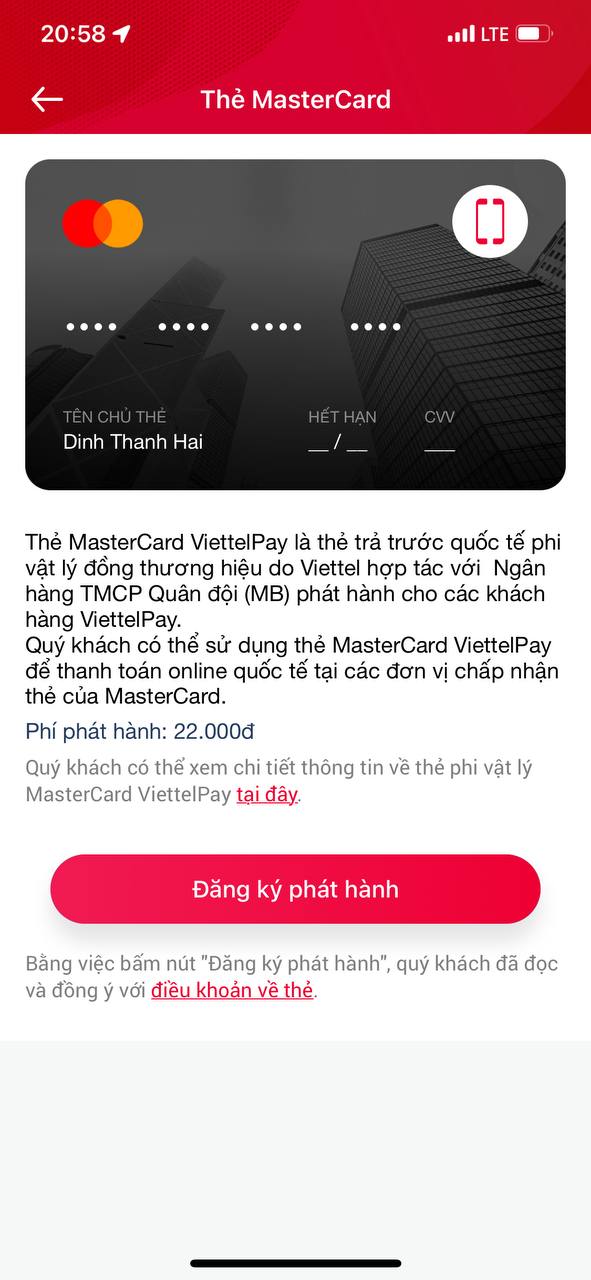 20:58 LTE
Thẻ MasterCard
•••• •••• •••• ••••
TÊN CHỦ THẺ HẾT HẠN CVV
Dinh Thanh Hai __ / __ ___
Thẻ MasterCard ViettelPay là thẻ trả trước quốc tế phi
vật lý đồng thương hiệu do Viettel hợp tác với Ngân
hàng TMCP Quân đội (MB) phát hành cho các khách
hàng ViettelPay.
Quý khách có thể sử dụng thẻ MasterCard ViettelPay
để thanh toán online quốc tế tại các đơn vị chấp nhận
thẻ của MasterCard.
Phí phát hành: 22.000đ
Quý khách có thể xem chi tiết thông tin về thẻ phi vật lý
MasterCard ViettelPay tại đây.
Đăng ký phát hành
Bằng việc bấm nút "Đăng ký phát hành", quý khách đã đọc
và đồng ý với điều khoản về thẻ.